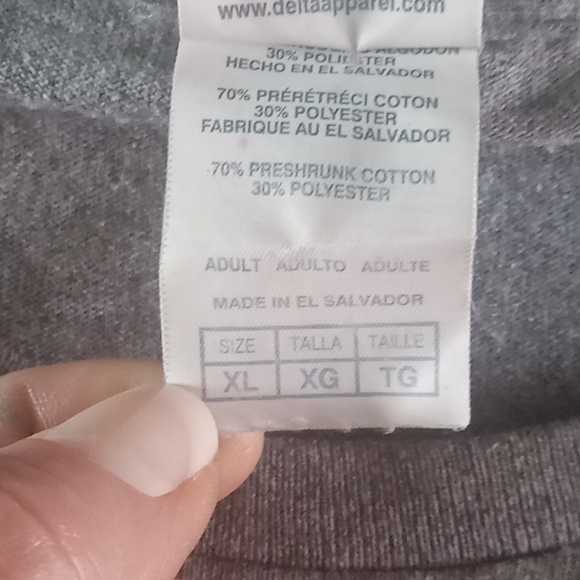 www.deltaapparel.com
ALGODON
30% POLIESTER
HECHO EN EL SALVADOR
70% PRÉRÉTRÉCI COTON
30% POLYESTER
FABRIQUE AU EL SALVADOR
70% PRESHRUNK COTTON
30% POLYESTER
ADULT ADULTO ADULTE
MADE IN EL SALVADOR
SIZE TALLA TAILLE
XL XG TG